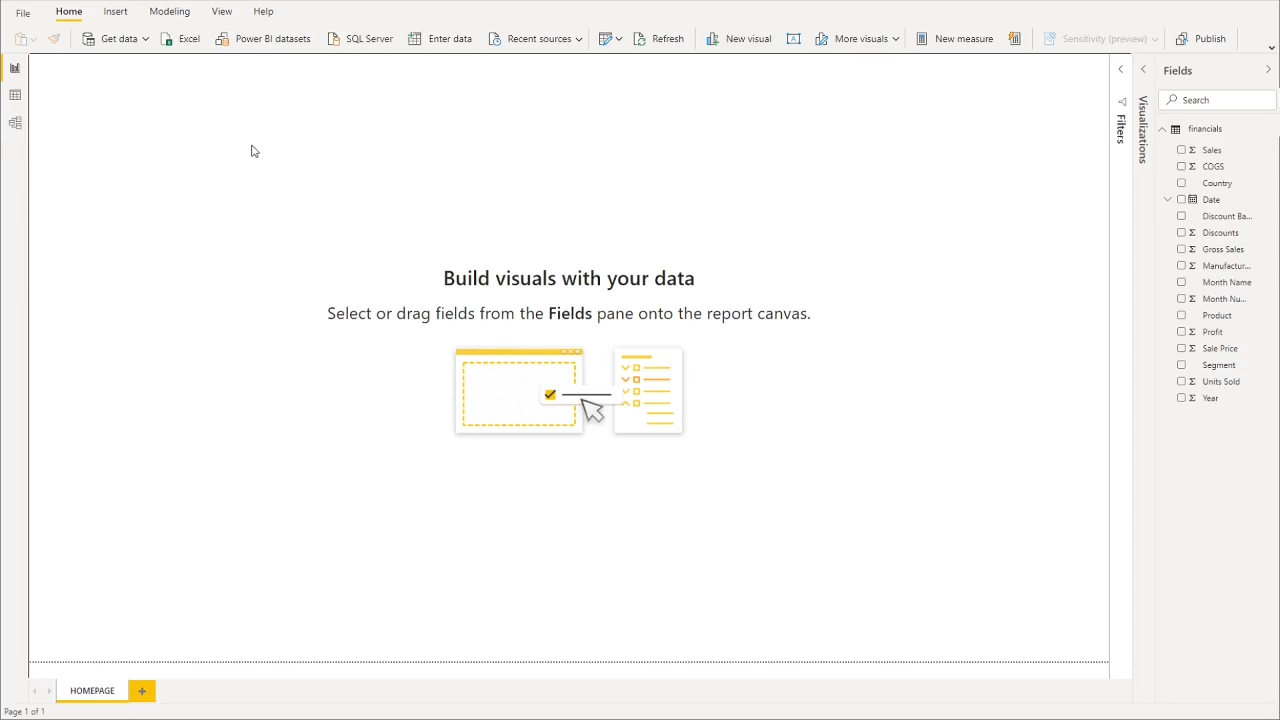 File
Home
Insert
Modeling
View
Help
Get data
Excel
Power BI datasets
SQL Server
Enter data
Recent sources
Refresh
New visual
More visuals
New measure
Sensitivity (preview)
Publish
Build visuals with your data
Select or drag fields from the Fields pane onto the report canvas.
Filters
Visualizations
Fields
Search
financials
Sales
COGS
Country
Date
Discount Ba...
Discounts
Gross Sales
Manufactur...
Month Name
Month Nu...
Product
Profit
Sale Price
Segment
Units Sold
Year
HOMEPAGE
Page 1 of 1